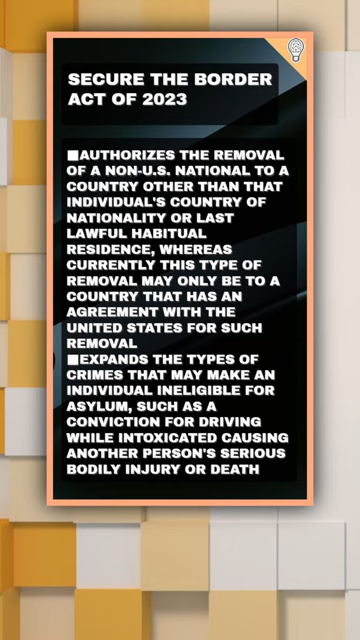 SECURE THE BORDER
ACT OF 2023
■AUTHORIZES THE REMOVAL
OF A NON-U.S. NATIONAL TO A
COUNTRY OTHER THAN THAT
INDIVIDUAL'S COUNTRY OF
NATIONALITY OR LAST
LAWFUL HABITUAL
RESIDENCE, WHEREAS
CURRENTLY THIS TYPE OF
REMOVAL MAY ONLY BE TO A
COUNTRY THAT HAS AN
AGREEMENT WITH THE
UNITED STATES FOR SUCH
REMOVAL
■EXPANDS THE TYPES OF
CRIMES THAT MAY MAKE AN
INDIVIDUAL INELIGIBLE FOR
ASYLUM, SUCH AS A
CONVICTION FOR DRIVING
WHILE INTOXICATED CAUSING
ANOTHER PERSON'S SERIOUS
BODILY INJURY OR DEATH